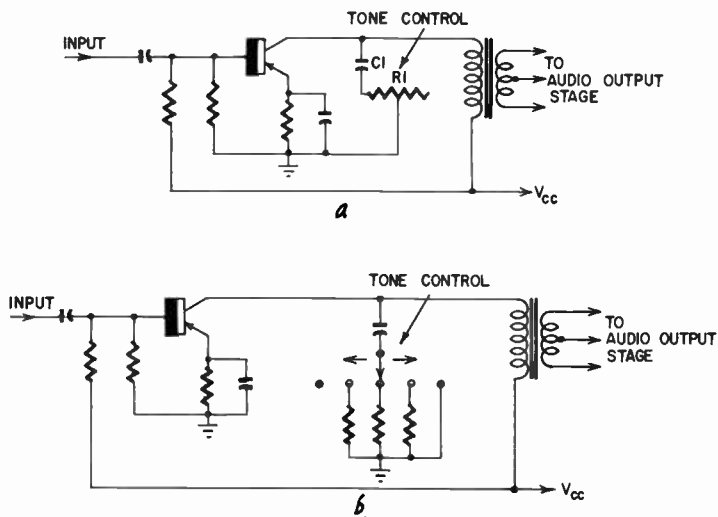 TONE CONTROL
INPUT
C1
R1
TO
AUDIO OUTPUT
STAGE
VCC
a
TONE CONTROL
INPUT
TO
AUDIO OUTPUT
STAGE
VCC
b